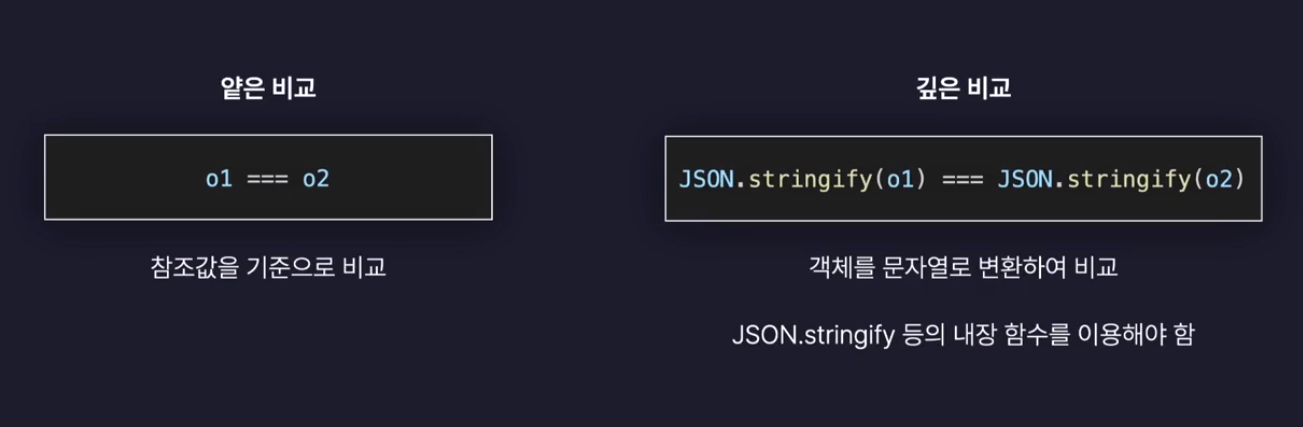 얕은 비교
o1 === o2
참조값을 기준으로 비교
깊은 비교
JSON.stringify(o1) === JSON.stringify(o2)
객체를 문자열로 변환하여 비교
JSON.stringify 등의 내장 함수를 이용해야 함